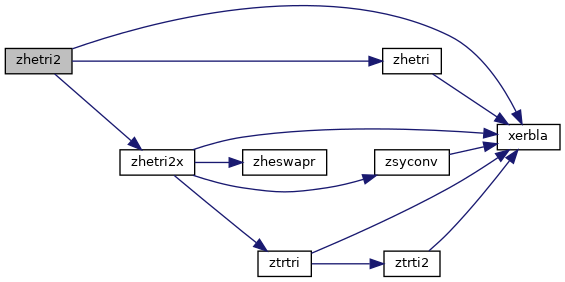 zhetri2
zhetri
xerbla
zhetri2x
zheswapr
zsyconv
ztrtri
ztrti2